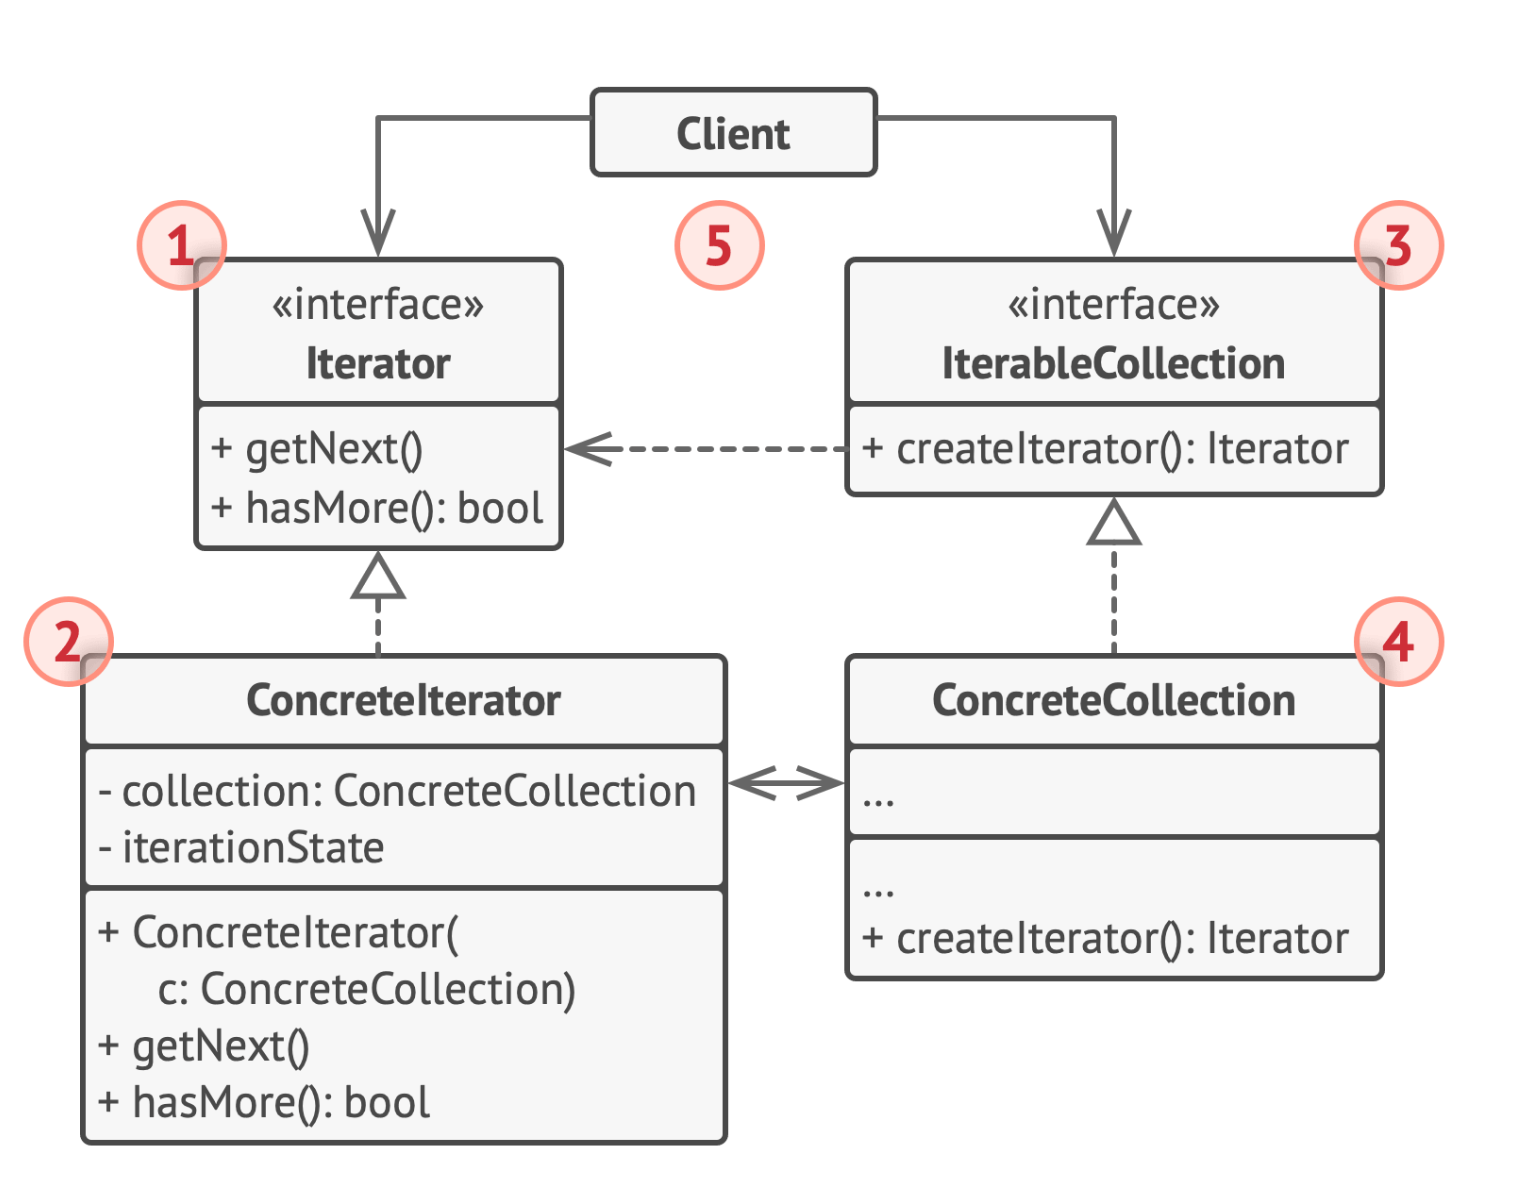 Client
1
5
3
«interface»
Iterator
+ getNext()
+ hasMore(): bool
«interface»
IterableCollection
+ createIterator(): Iterator
2
ConcreteIterator
- collection: ConcreteCollection
- iterationState
+ ConcreteIterator(
c: ConcreteCollection)
+ getNext()
+ hasMore(): bool
4
ConcreteCollection
...
...
+ createIterator(): Iterator